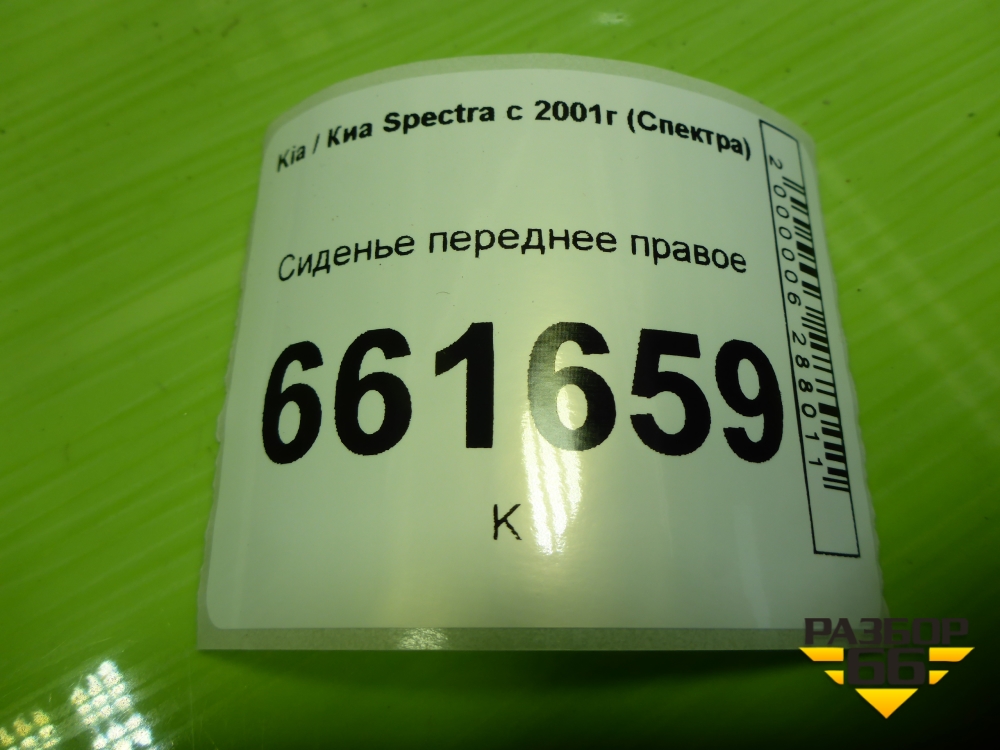 Kia / Киа Spectra с 2001г (Спектра)
Сиденье переднее правое
661659
К
2000006288011
РАЗБОР
66